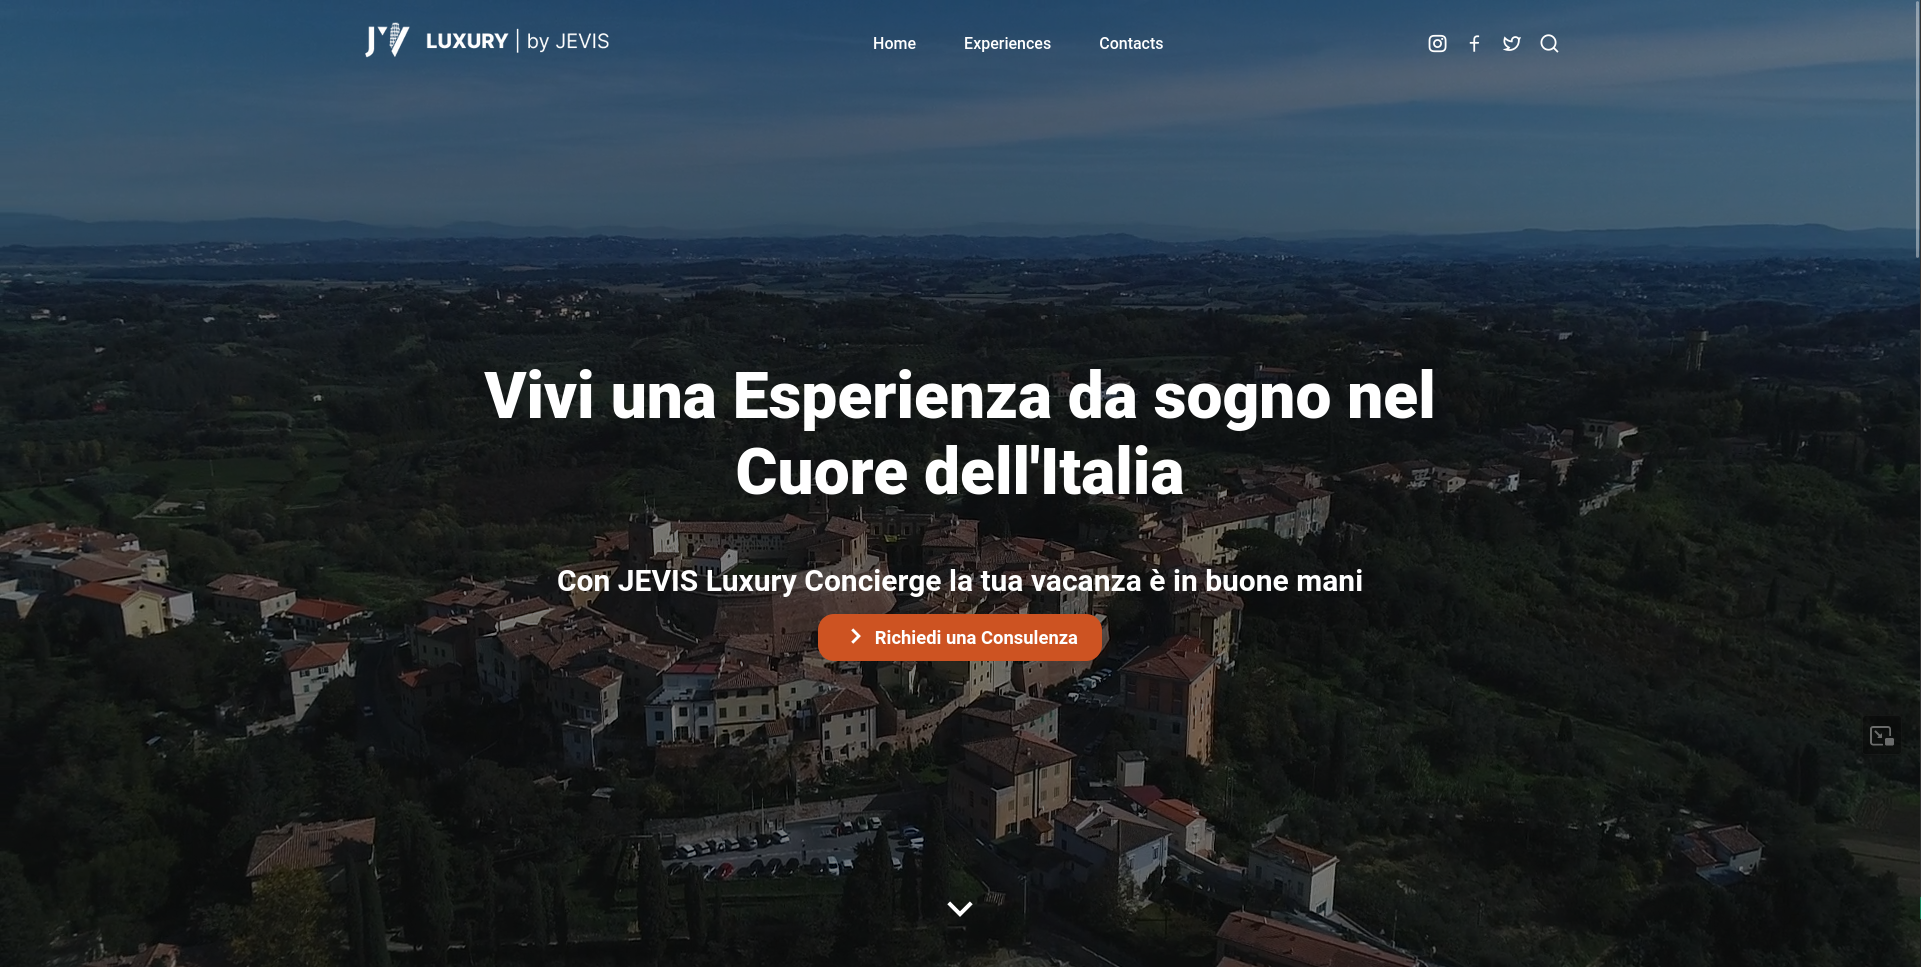 JV LUXURY | by JEVIS
Home Experiences Contacts
Vivi una Esperienza da sogno nel
Cuore dell'Italia
Con JEVIS Luxury Concierge la tua vacanza è in buone mani
Richiedi una Consulenza